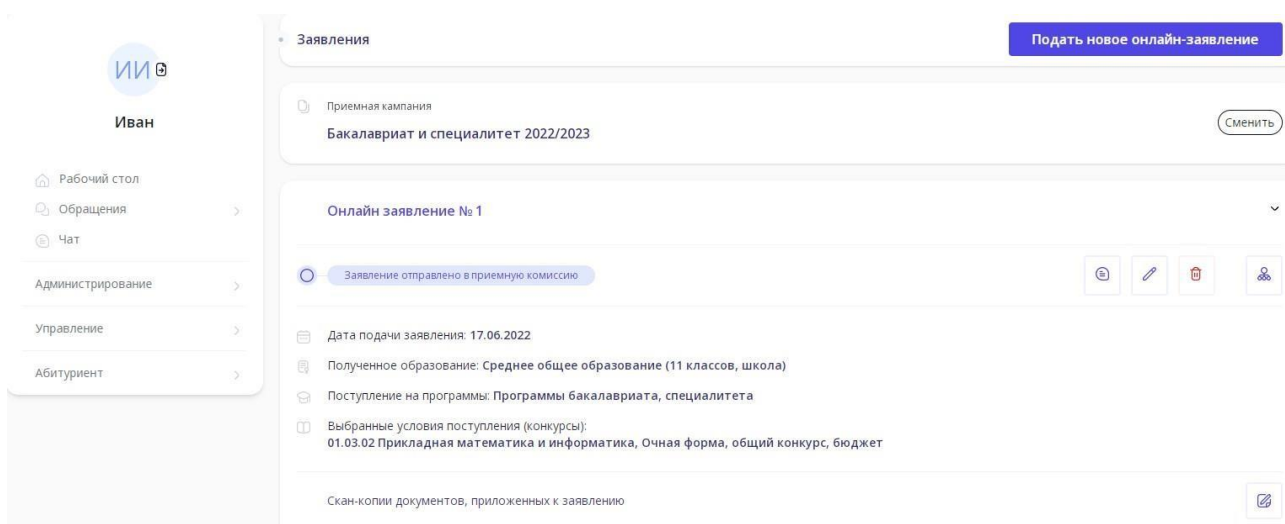 ИИ
Иван
Рабочий стол
Обращения
Чат
Администрирование
Управление
Абитуриент
Заявления
Подать новое онлайн-заявление
Приемная кампания
Бакалавриат и специалитет 2022/2023
Сменить
Онлайн заявление № 1
Заявление отправлено в приемную комиссию
Дата подачи заявления: 17.06.2022
Полученное образование: Среднее общее образование (11 классов, школа)
Поступление на программы: Программы бакалавриата, специалитета
Выбранные условия поступления (конкурсы):
01.03.02 Прикладная математика и информатика, Очная форма, общий конкурс, бюджет
Скан-копии документов, приложенных к заявлению